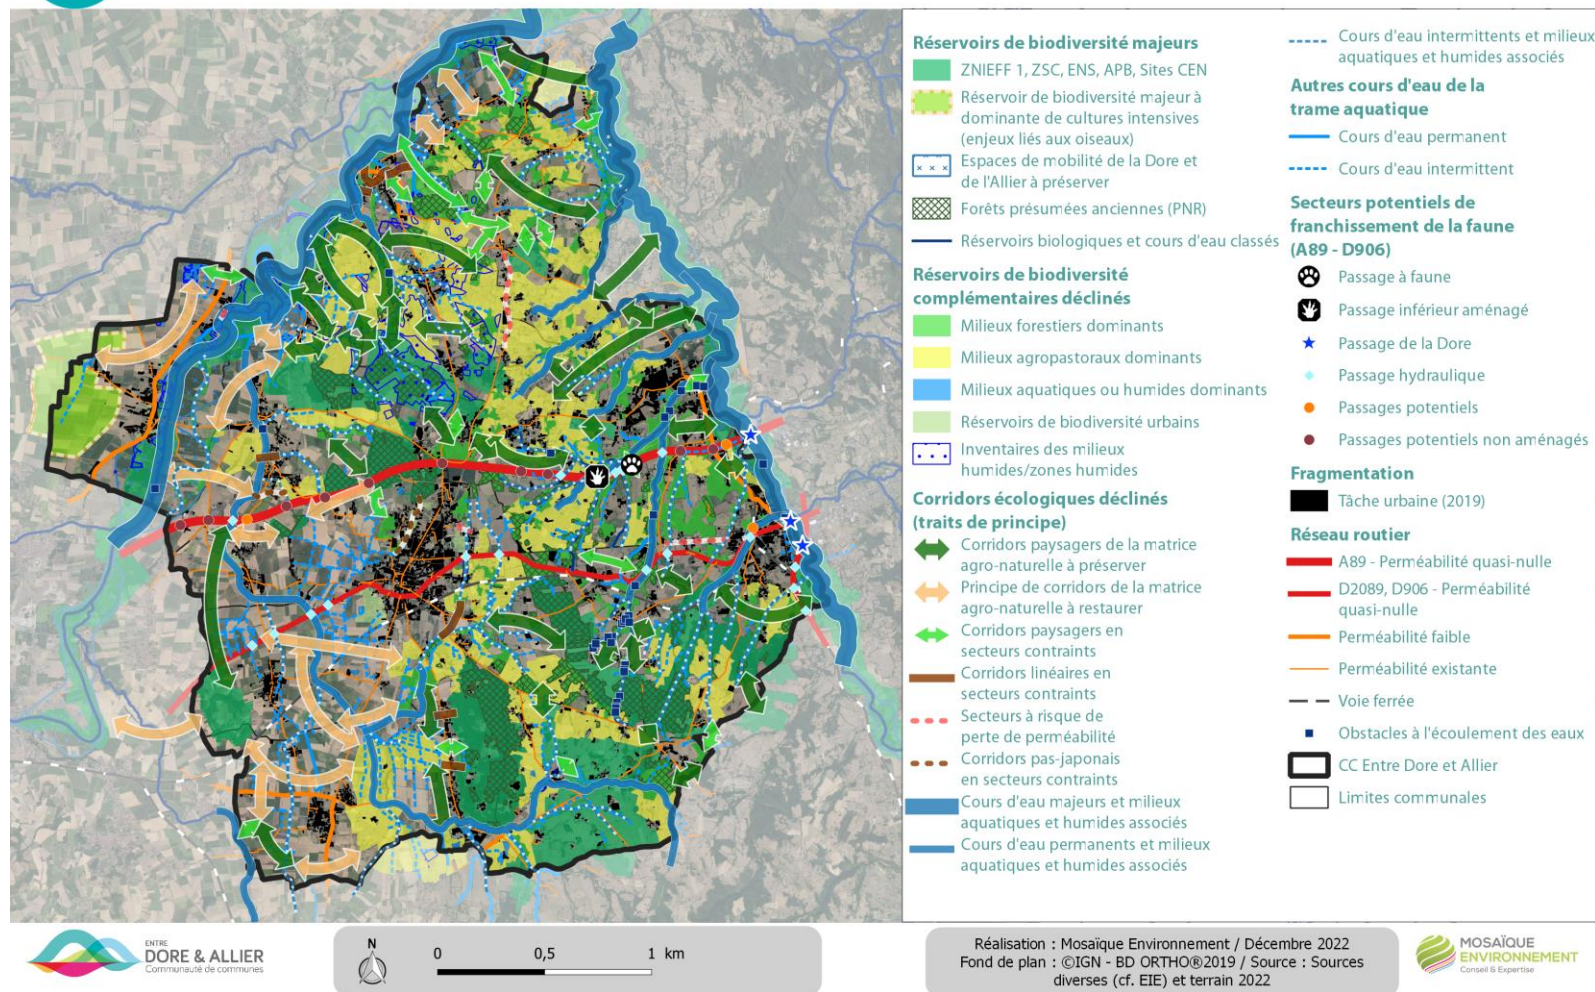 Réservoirs de biodiversité majeurs
ZNIEFF 1, ZSC, ENS, APB, Sites CEN
Réservoir de biodiversité majeur à
dominante de cultures intensives
(enjeux liés aux oiseaux)
Espaces de mobilité de la Dore et
de l'Allier à préserver
Forêts présumées anciennes (PNR)
Réservoirs biologiques et cours d'eau classés
Réservoirs de biodiversité
complémentaires déclinés
Milieux forestiers dominants
Milieux agropastoraux dominants
Milieux aquatiques ou humides dominants
Réservoirs de biodiversité urbains
Inventaires des milieux
humides/zones humides
Corridors écologiques déclinés
(traits de principe)
Corridors paysagers de la matrice
agro-naturelle à préserver
Principe de corridors de la matrice
agro-naturelle à restaurer
Corridors paysagers en
secteurs contraints
Corridors linéaires en
secteurs contraints
Secteurs à risque de
perte de perméabilité
Corridors pas-japonais
en secteurs contraints
Cours d'eau majeurs et milieux
aquatiques et humides associés
Cours d'eau permanents et milieux
aquatiques et humides associés
Cours d'eau intermittents et milieux
aquatiques et humides associés
Autres cours d'eau de la
trame aquatique
Cours d'eau permanent
Cours d'eau intermittent
Secteurs potentiels de
franchissement de la faune
(A89 - D906)
Passage à faune
Passage inférieur aménagé
Passage de la Dore
Passage hydraulique
Passages potentiels
Passages potentiels non aménagés
Fragmentation
Tâche urbaine (2019)
Réseau routier
A89 - Perméabilité quasi-nulle
D2089, D906 - Perméabilité
quasi-nulle
Perméabilité faible
Perméabilité existante
Voie ferrée
Obstacles à l'écoulement des eaux
CC Entre Dore et Allier
Limites communales
ENTRE
DORE & ALLIER
Communauté de communes
N
0 0,5 1 km
Réalisation : Mosaïque Environnement / Décembre 2022
Fond de plan : ©IGN - BD ORTHO®2019 / Source : Sources
diverses (cf. EIE) et terrain 2022
MOSAÏQUE
ENVIRONNEMENT
Conseil & Expertise